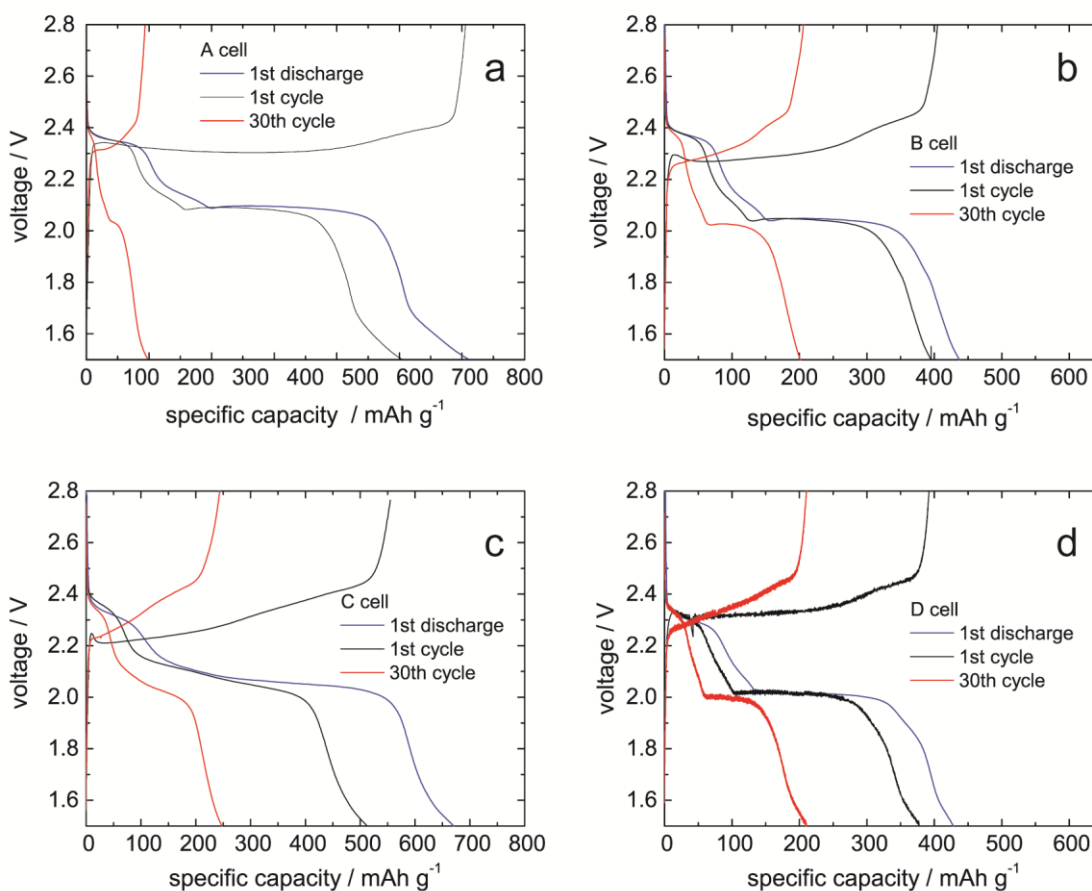 2.8
2.6
2.4
2.2
2.0
1.8
1.6
voltage / V
A cell
1st discharge
1st cycle
30th cycle
a
0 100 200 300 400 500 600 700 800
specific capacity / mAh g⁻¹
2.8
2.6
2.4
2.2
2.0
1.8
1.6
voltage / V
b
B cell
1st discharge
1st cycle
30th cycle
0 100 200 300 400 500 600
specific capacity / mAh g⁻¹
2.8
2.6
2.4
2.2
2.0
1.8
1.6
voltage / V
c
C cell
1st discharge
1st cycle
30th cycle
0 100 200 300 400 500 600 700 800
specific capacity / mAh g⁻¹
2.8
2.6
2.4
2.2
2.0
1.8
1.6
voltage / V
d
D cell
1st discharge
1st cycle
30th cycle
0 100 200 300 400 500 600
specific capacity / mAh g⁻¹